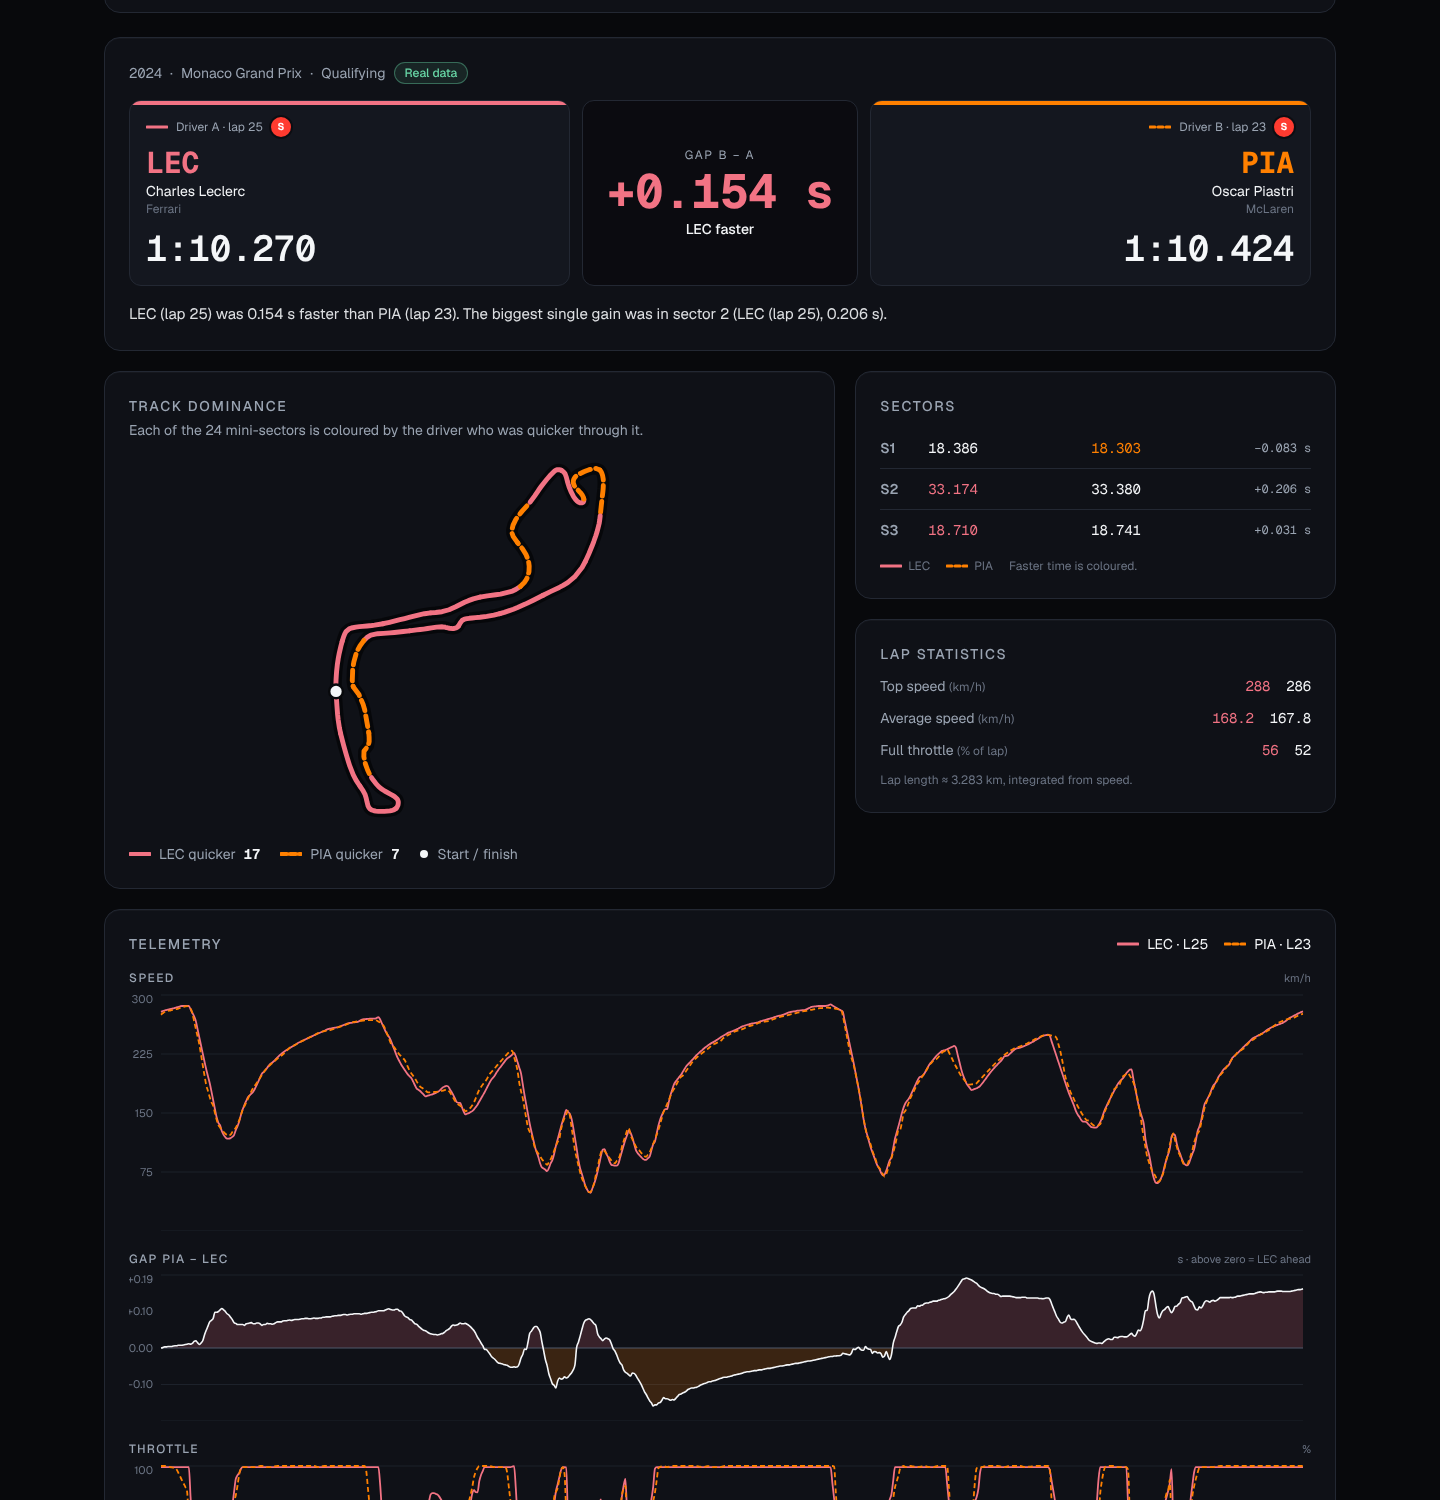 2024 · Monaco Grand Prix · Qualifying Real data
Driver A · lap 25 S
LEC
Charles Leclerc
Ferrari
1:10.270
GAP B – A
+0.154 s
LEC faster
Driver B · lap 23 S
PIA
Oscar Piastri
McLaren
1:10.424
LEC (lap 25) was 0.154 s faster than PIA (lap 23). The biggest single gain was in sector 2 (LEC (lap 25), 0.206 s).
TRACK DOMINANCE
Each of the 24 mini-sectors is coloured by the driver who was quicker through it.
LEC quicker 17 PIA quicker 7 Start / finish
SECTORS
S1 18.386 18.303 −0.083 s
S2 33.174 33.380 +0.206 s
S3 18.710 18.741 +0.031 s
LEC PIA Faster time is coloured.
LAP STATISTICS
Top speed (km/h) 288 286
Average speed (km/h) 168.2 167.8
Full throttle (% of lap) 56 52
Lap length ≈ 3.283 km, integrated from speed.
TELEMETRY LEC · L25 PIA · L23
SPEED km/h
300
225
150
75
GAP PIA – LEC s · above zero = LEC ahead
+0.19
+0.10
0.00
-0.10
THROTTLE %
100